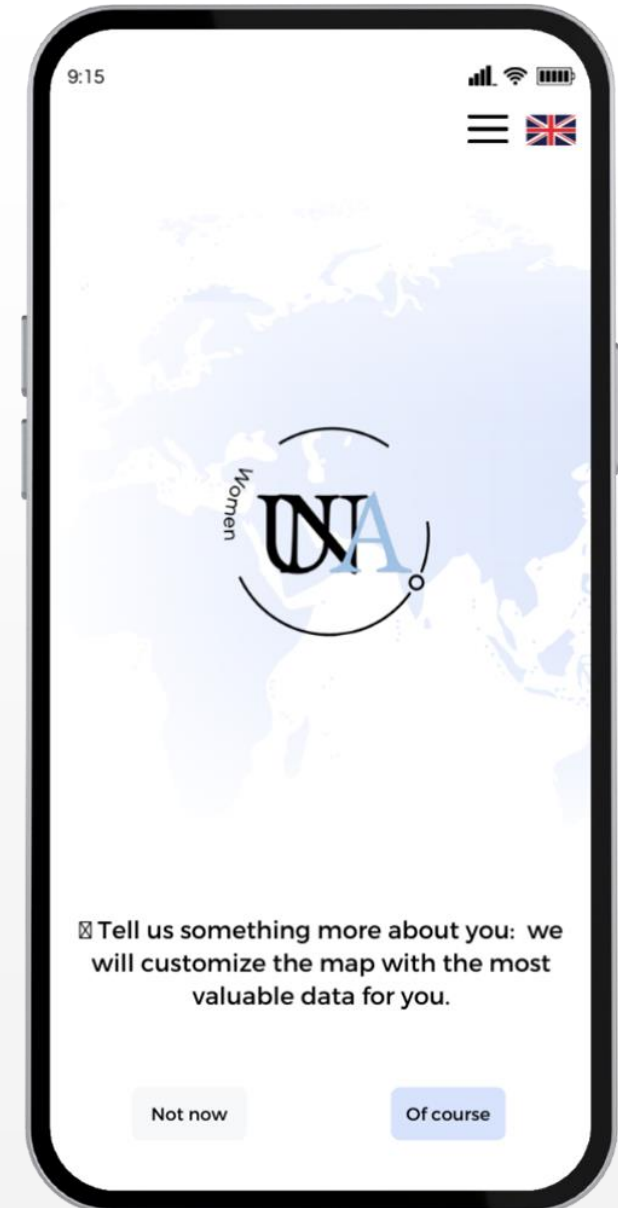 9:15
Women
UNA
☒ Tell us something more about you:  we
will customize the map with the most
valuable data for you.
Not now
Of course